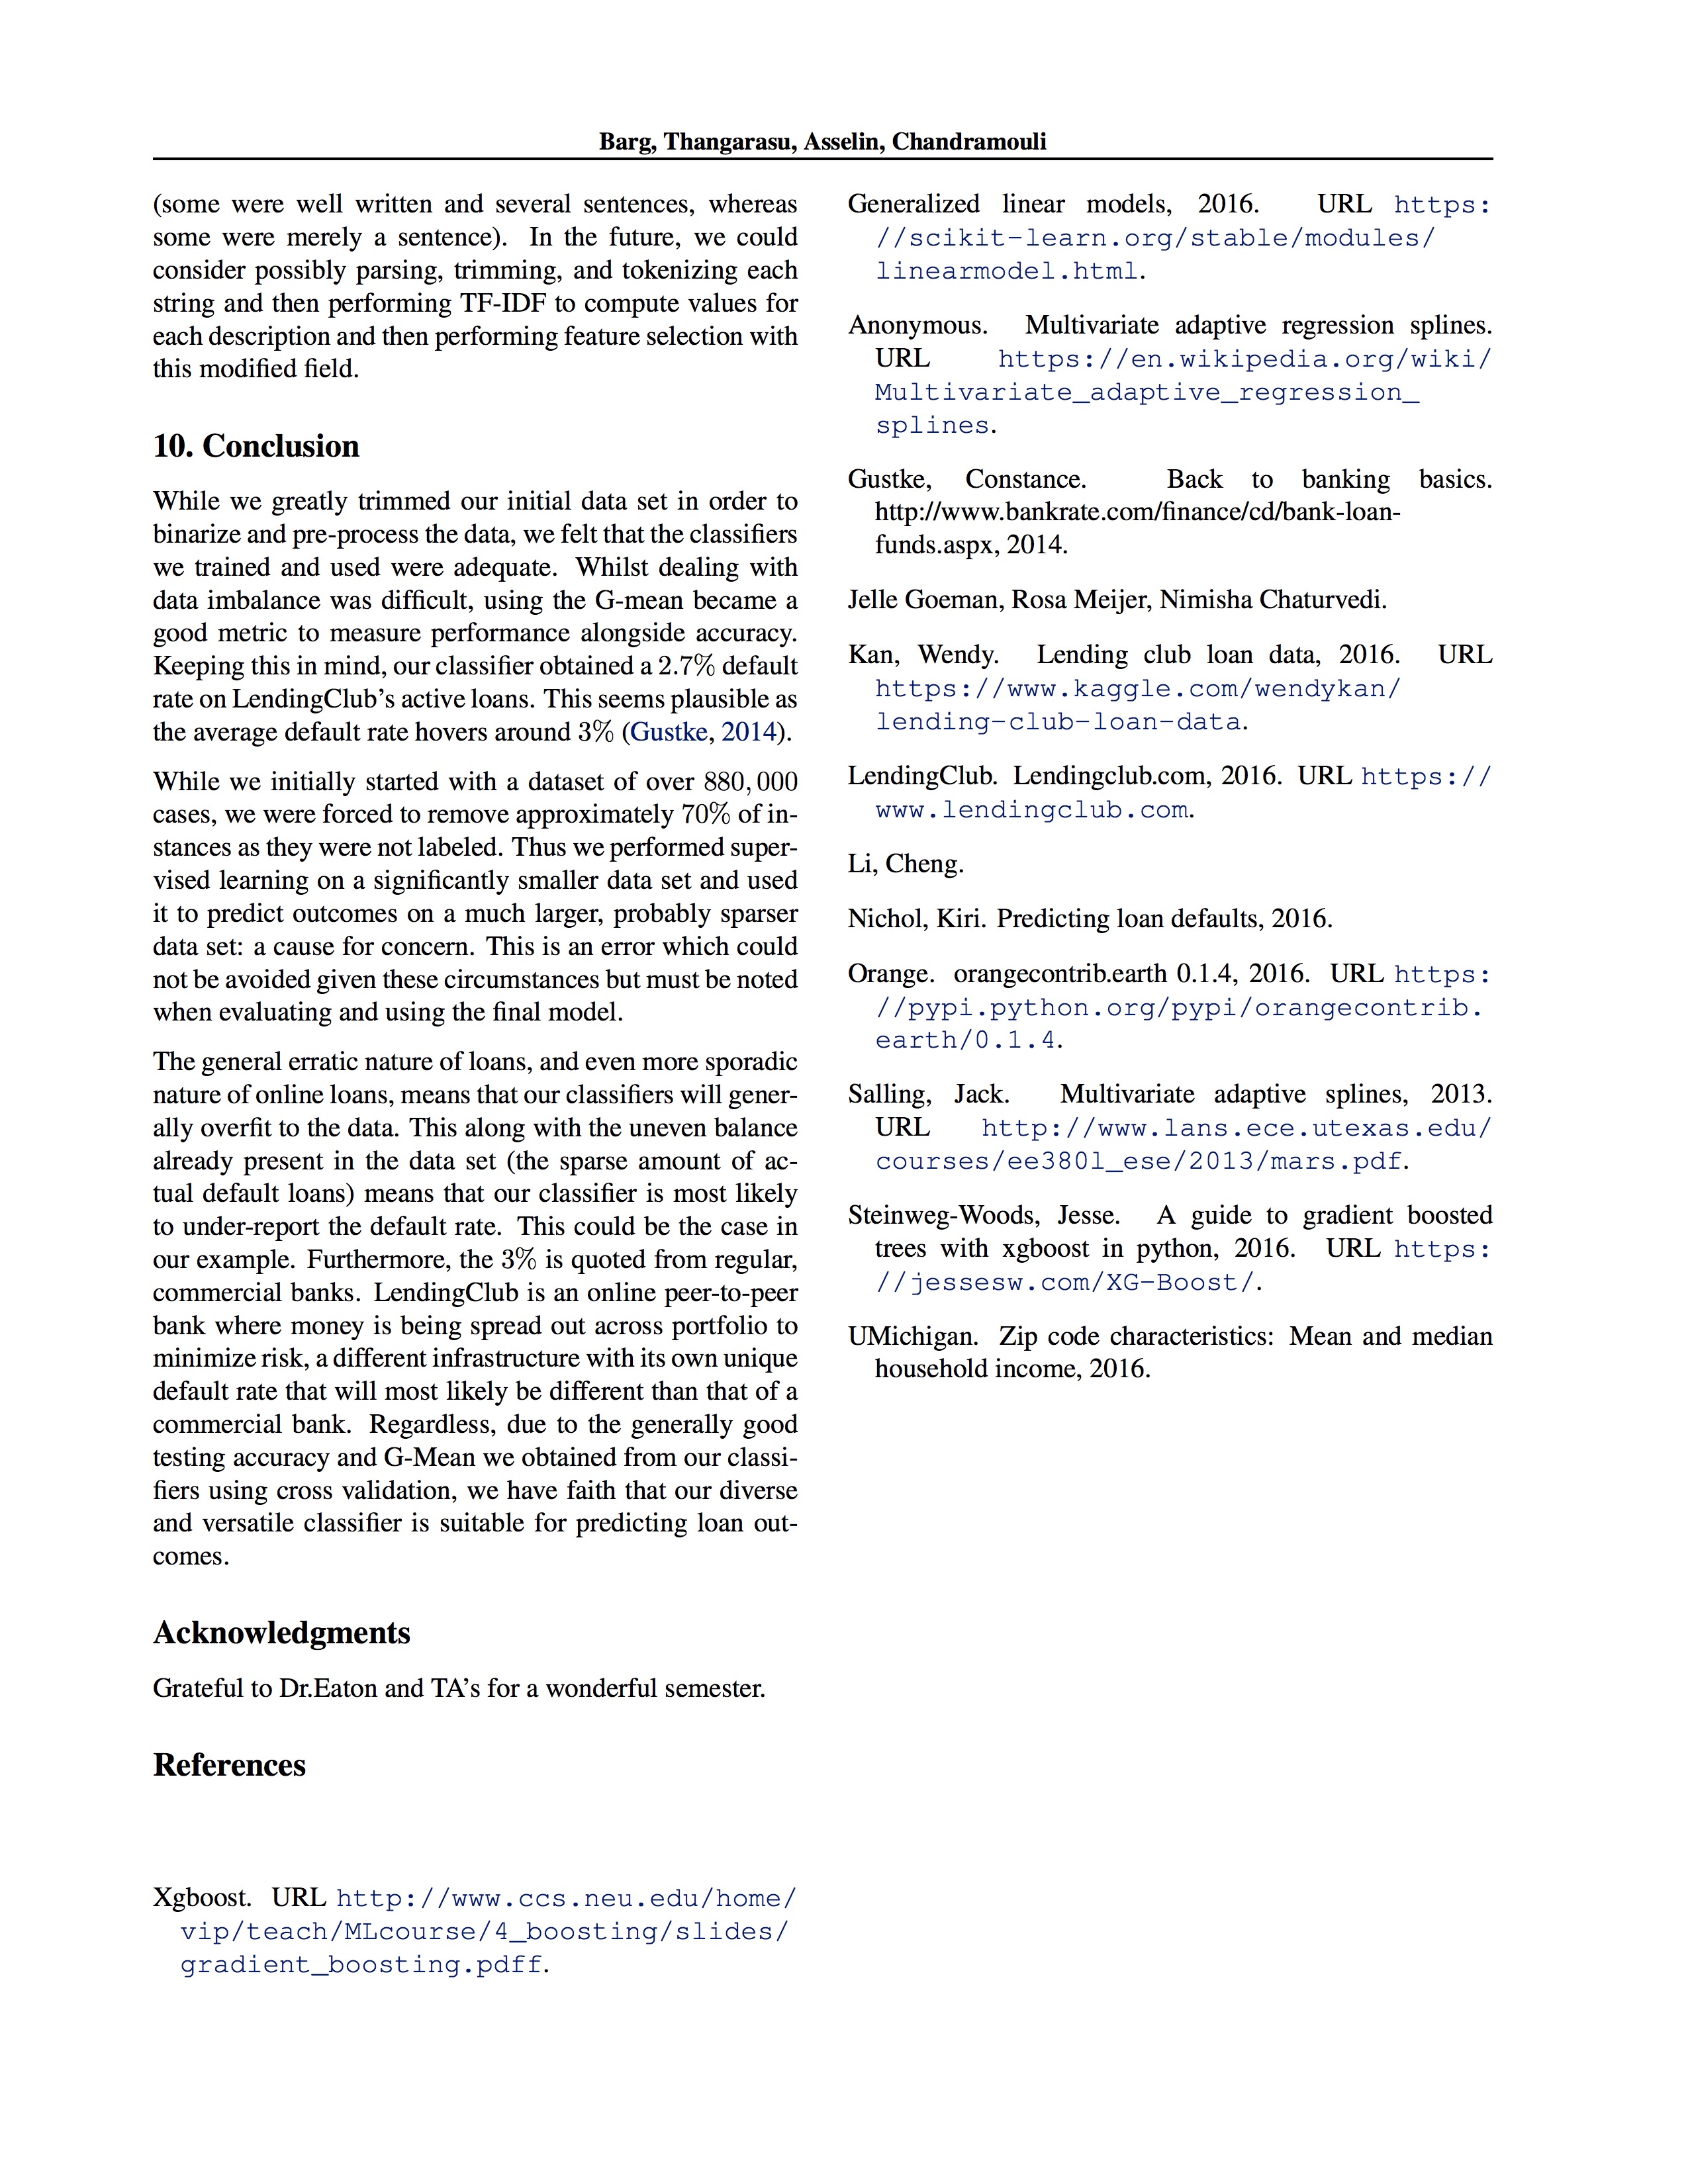 Barg, Thangarasu, Asselin, Chandramouli
(some were well written and several sentences, whereas
some were merely a sentence). In the future, we could
consider possibly parsing, trimming, and tokenizing each
string and then performing TF-IDF to compute values for
each description and then performing feature selection with
this modified field.
10. Conclusion
While we greatly trimmed our initial data set in order to
binarize and pre-process the data, we felt that the classifiers
we trained and used were adequate. Whilst dealing with
data imbalance was difficult, using the G-mean became a
good metric to measure performance alongside accuracy.
Keeping this in mind, our classifier obtained a 2.7% default
rate on LendingClub's active loans. This seems plausible as
the average default rate hovers around 3% (Gustke, 2014).
While we initially started with a dataset of over 880,000
cases, we were forced to remove approximately 70% of in-
stances as they were not labeled. Thus we performed super-
vised learning on a significantly smaller data set and used
it to predict outcomes on a much larger, probably sparser
data set: a cause for concern. This is an error which could
not be avoided given these circumstances but must be noted
when evaluating and using the final model.
The general erratic nature of loans, and even more sporadic
nature of online loans, means that our classifiers will gener-
ally overfit to the data. This along with the uneven balance
already present in the data set (the sparse amount of ac-
tual default loans) means that our classifier is most likely
to under-report the default rate. This could be the case in
our example. Furthermore, the 3% is quoted from regular,
commercial banks. LendingClub is an online peer-to-peer
bank where money is being spread out across portfolio to
minimize risk, a different infrastructure with its own unique
default rate that will most likely be different than that of a
commercial bank. Regardless, due to the generally good
testing accuracy and G-Mean we obtained from our classi-
fiers using cross validation, we have faith that our diverse
and versatile classifier is suitable for predicting loan out-
comes.
Acknowledgments
Grateful to Dr.Eaton and TA's for a wonderful semester.
References
Xgboost. URL http://www.ccs.neu.edu/home/
vip/teach/MLcourse/4_boosting/slides/
gradient_boosting.pdff.
Generalized linear models, 2016. URL https:
//scikit-learn.org/stable/modules/
linearmodel.html.
Anonymous. Multivariate adaptive regression splines.
URL https://en.wikipedia.org/wiki/
Multivariate_adaptive_regression_
splines.
Gustke, Constance. Back to banking basics.
http://www.bankrate.com/finance/cd/bank-loan-
funds.aspx, 2014.
Jelle Goeman, Rosa Meijer, Nimisha Chaturvedi.
Kan, Wendy. Lending club loan data, 2016. URL
https://www.kaggle.com/wendykan/
lending-club-loan-data.
LendingClub. Lendingclub.com, 2016. URL https://
www.lendingclub.com.
Li, Cheng.
Nichol, Kiri. Predicting loan defaults, 2016.
Orange. orangecontrib.earth 0.1.4, 2016. URL https:
//pypi.python.org/pypi/orangecontrib.
earth/0.1.4.
Salling, Jack. Multivariate adaptive splines, 2013.
URL http://www.lans.ece.utexas.edu/
courses/ee380l_ese/2013/mars.pdf.
Steinweg-Woods, Jesse. A guide to gradient boosted
trees with xgboost in python, 2016. URL https:
//jessesw.com/XG-Boost/.
UMichigan. Zip code characteristics: Mean and median
household income, 2016.